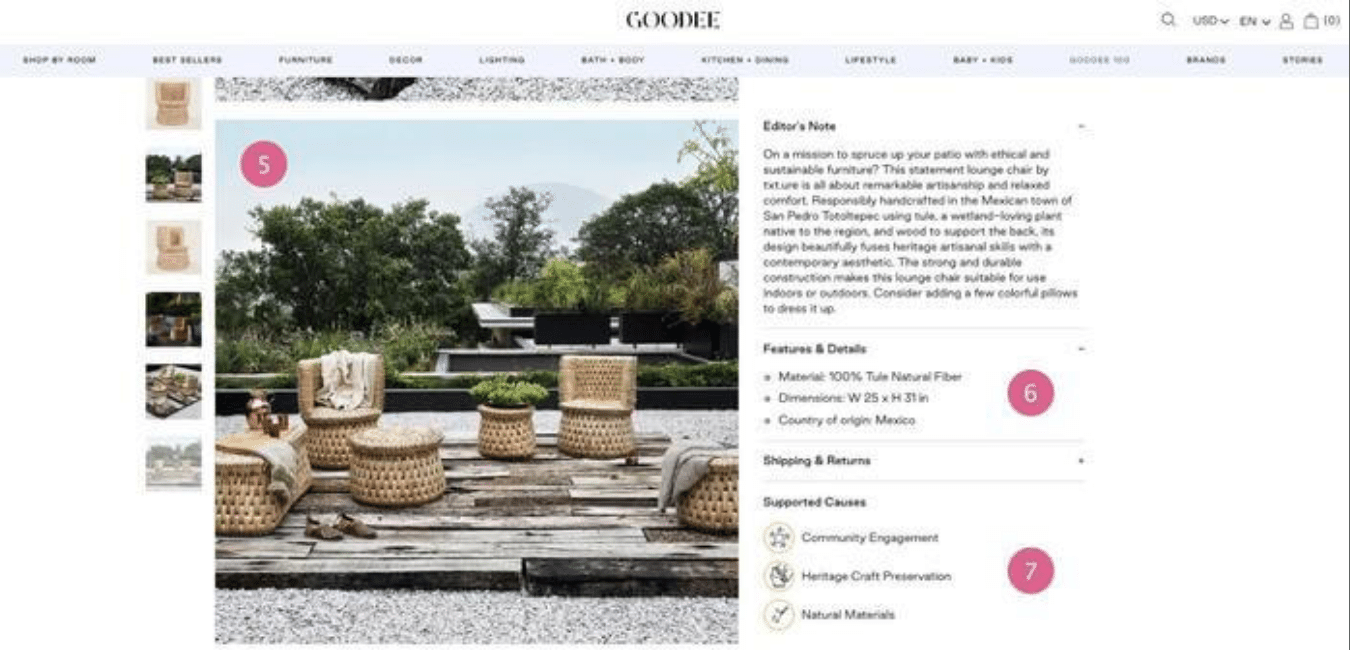 GOODEE
USD EN (0)
SHOP BY ROOM BEST SELLERS FURNITURE DECOR LIGHTING BATH + BODY KITCHEN + DINING LIFESTYLE BABY + KIDS GOODEE 100 BRANDS STORIES
5
Editor's Note −
On a mission to spruce up your patio with ethical and
sustainable furniture? This statement lounge chair by
txt.ure is all about remarkable artisanship and relaxed
comfort. Responsibly handcrafted in the Mexican town of
San Pedro Totoltepec using tule, a wetland-loving plant
native to the region, and wood to support the back, its
design beautifully fuses heritage artisanal skills with a
contemporary aesthetic. The strong and durable
construction makes this lounge chair suitable for use
indoors or outdoors. Consider adding a few colorful pillows
to dress it up.
Features & Details −
Material: 100% Tule Natural Fiber
6
Dimensions: W 25 x H 31 in
Country of origin: Mexico
Shipping & Returns +
Supported Causes
Community Engagement
7
Heritage Craft Preservation
Natural Materials